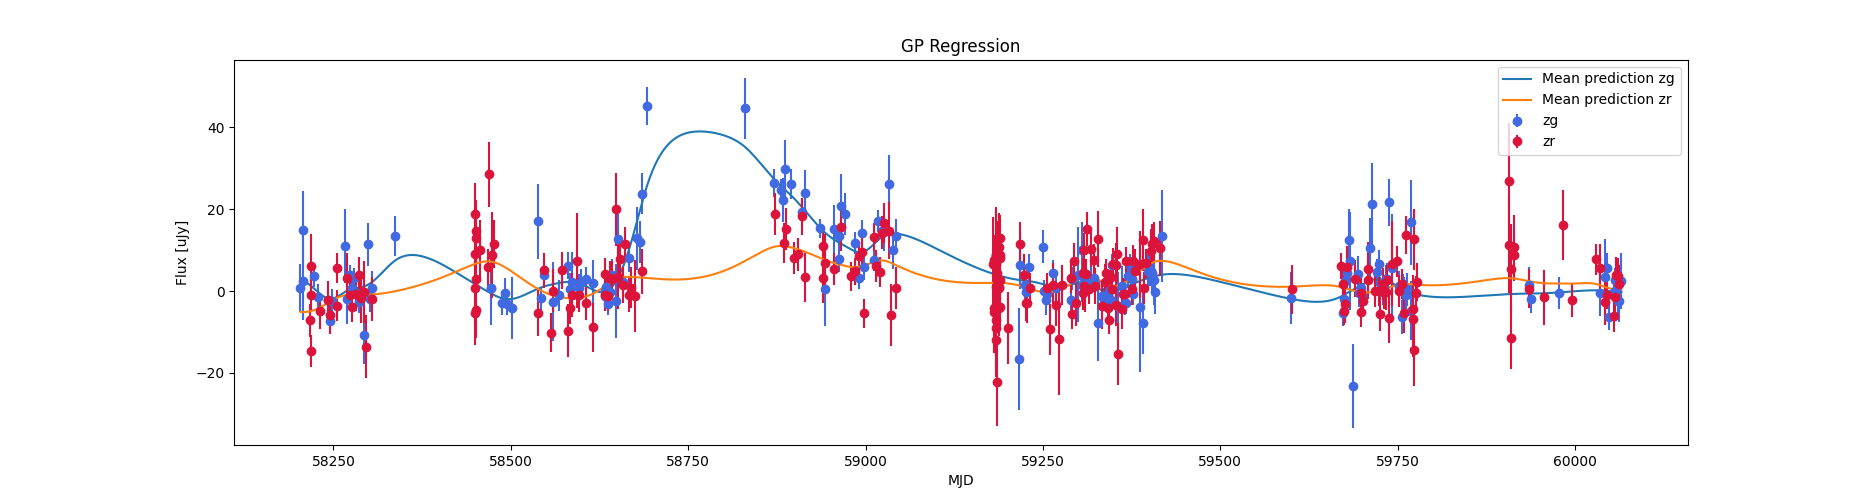 GP Regression
Mean prediction zg
Mean prediction zr
zg
zr
Flux [uJy]
40
20
0
−20
58250 58500 58750 59000 59250 59500 59750 60000
MJD